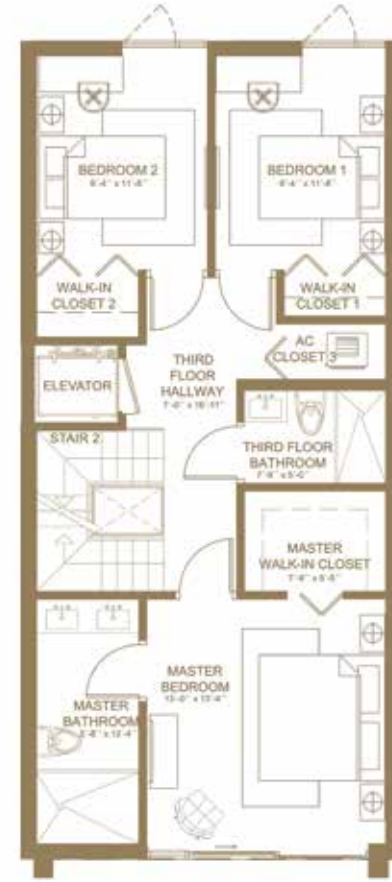 BEDROOM 2
BEDROOM 1
WALK-IN
CLOSET 2
WALK-IN
CLOSET 1
AC
CLOSET 3
THIRD
FLOOR
HALLWAY
ELEVATOR
STAIR 2
THIRD FLOOR
BATHROOM
MASTER
WALK-IN CLOSET
MASTER
BEDROOM
MASTER
BATHROOM